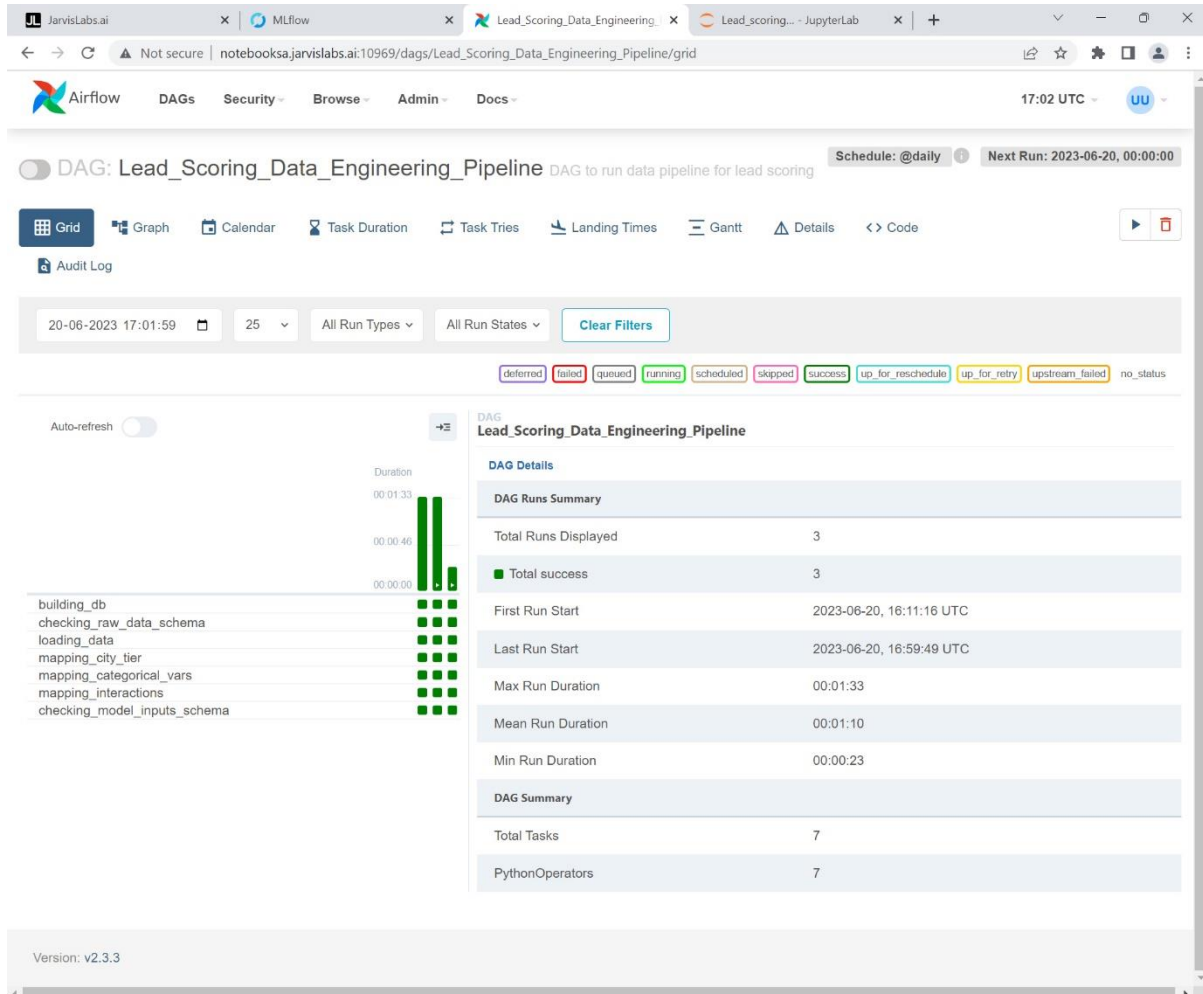 JL JarvisLabs.ai MLflow Lead_Scoring_Data_Engineering_ Lead_scoring... - JupyterLab
Not secure notebooksa.jarvislabs.ai:10969/dags/Lead_Scoring_Data_Engineering_Pipeline/grid
Airflow DAGs Security Browse Admin Docs 17:02 UTC UU
DAG: Lead_Scoring_Data_Engineering_Pipeline DAG to run data pipeline for lead scoring Schedule: @daily Next Run: 2023-06-20, 00:00:00
Grid Graph Calendar Task Duration Task Tries Landing Times Gantt Details <> Code
Audit Log
20-06-2023 17:01:59 25 All Run Types All Run States Clear Filters
deferred failed queued running scheduled skipped success up_for_reschedule up_for_retry upstream_failed no_status
Auto-refresh
Duration
00:01:33
00:00:46
00:00:00
building_db
checking_raw_data_schema
loading_data
mapping_city_tier
mapping_categorical_vars
mapping_interactions
checking_model_inputs_schema
DAG
Lead_Scoring_Data_Engineering_Pipeline
DAG Details
DAG Runs Summary
Total Runs Displayed 3
Total success 3
First Run Start 2023-06-20, 16:11:16 UTC
Last Run Start 2023-06-20, 16:59:49 UTC
Max Run Duration 00:01:33
Mean Run Duration 00:01:10
Min Run Duration 00:00:23
DAG Summary
Total Tasks 7
PythonOperators 7
Version: v2.3.3